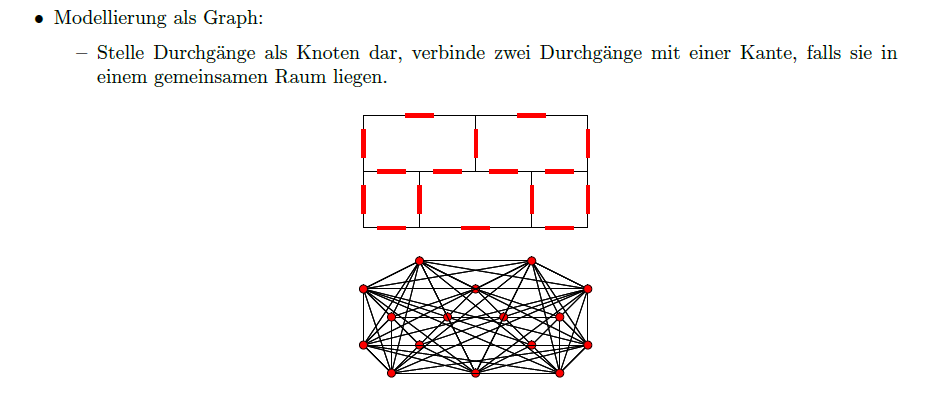 • Modellierung als Graph:
– Stelle Durchgänge als Knoten dar, verbinde zwei Durchgänge mit einer Kante, falls sie in
einem gemeinsamen Raum liegen.